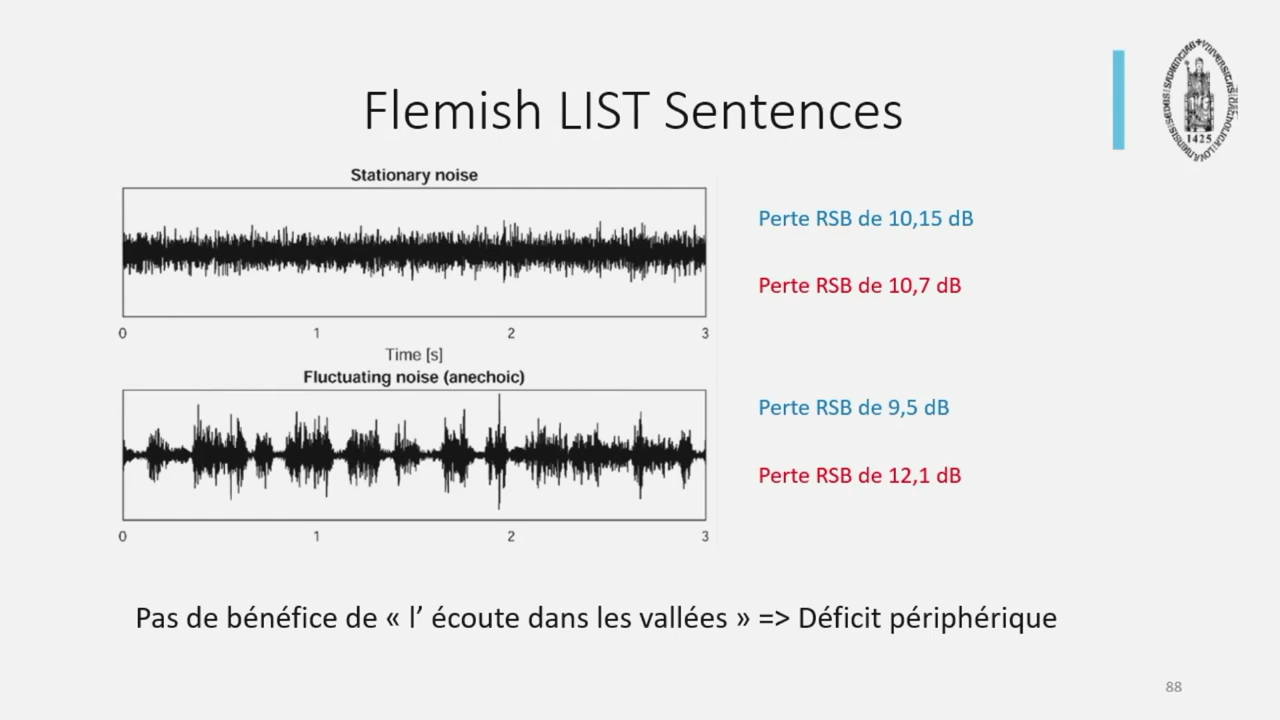 Flemish LIST Sentences
1425
Stationary noise
0 1 2 3
Time [s]
Perte RSB de 10,15 dB
Perte RSB de 10,7 dB
Fluctuating noise (anechoic)
0 1 2 3
Perte RSB de 9,5 dB
Perte RSB de 12,1 dB
Pas de bénéfice de « l’ écoute dans les vallées » => Déficit périphérique
88